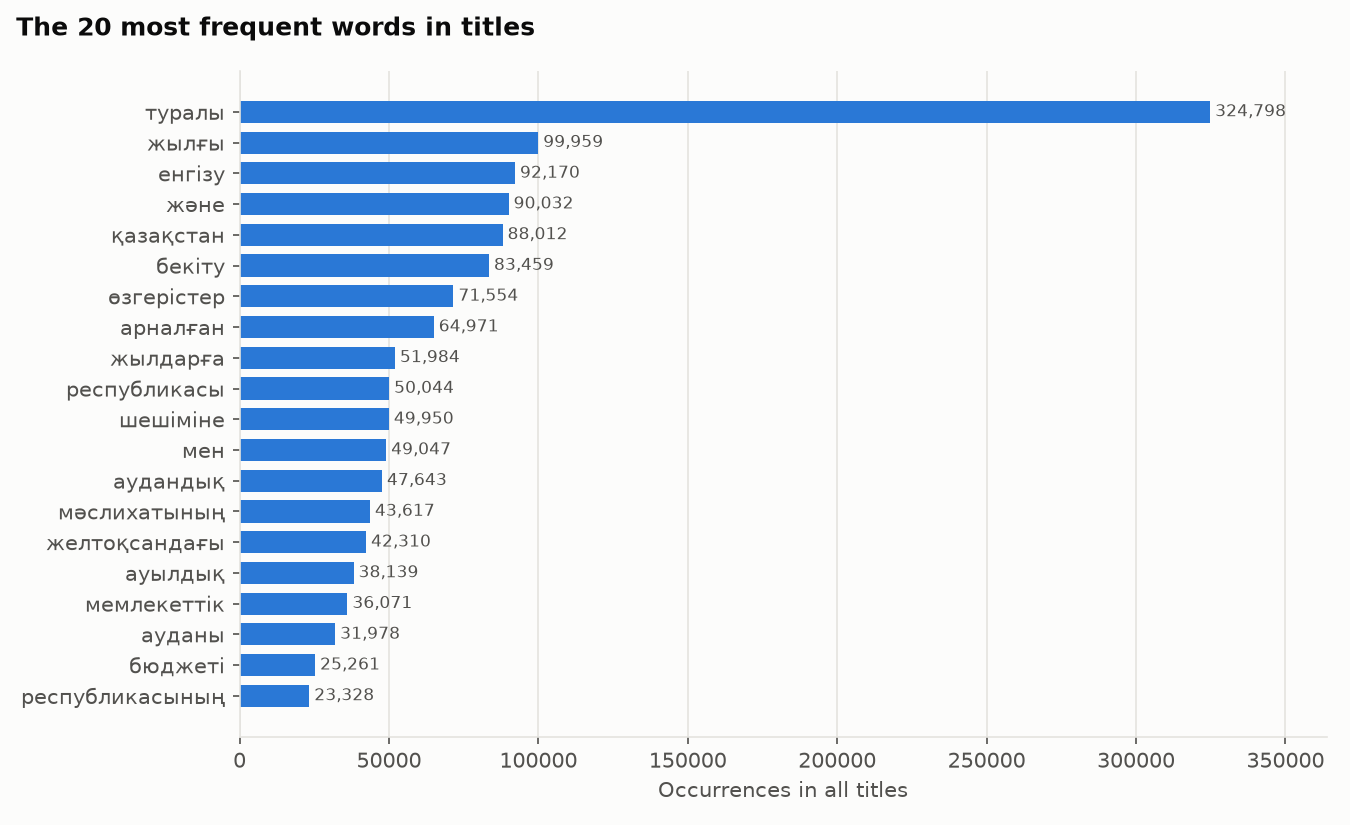 The 20 most frequent words in titles
туралы 324,798
жылғы 99,959
енгізу 92,170
және 90,032
қазақстан 88,012
бекіту 83,459
өзгерістер 71,554
арналған 64,971
жылдарға 51,984
республикасы 50,044
шешіміне 49,950
мен 49,047
аудандық 47,643
мәслихатының 43,617
желтоқсандағы 42,310
ауылдық 38,139
мемлекеттік 36,071
ауданы 31,978
бюджеті 25,261
республикасының 23,328
0 50000 100000 150000 200000 250000 300000 350000
Occurrences in all titles